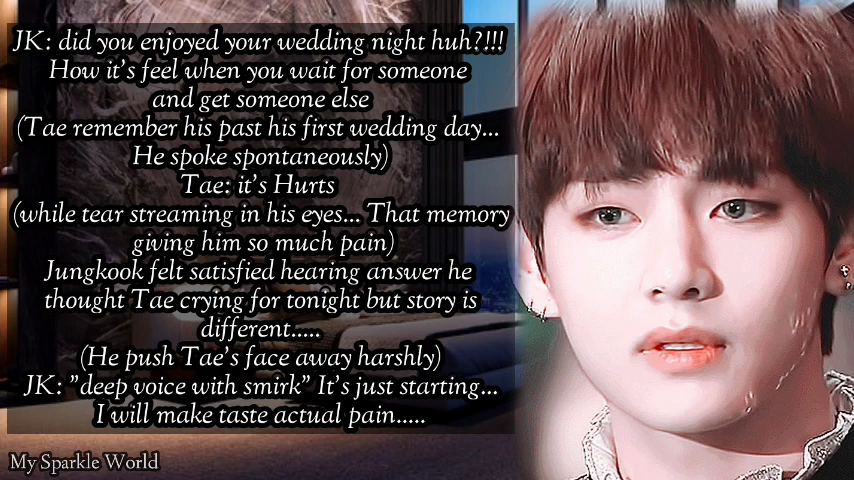 JK: did you enjoyed your wedding night huh?!!!
How it's feel when you wait for someone
and get someone else
(Tae remember his past his first wedding day...
He spoke spontaneously)
Tae: it's Hurts
(while tear streaming in his eyes... That memory
giving him so much pain)
Jungkook felt satisfied hearing answer he
thought Tae crying for tonight but story is
different.....
(He push Tae's face away harshly)
JK: "deep voice with smirk" It's just starting...
I will make taste actual pain.....
My Sparkle World